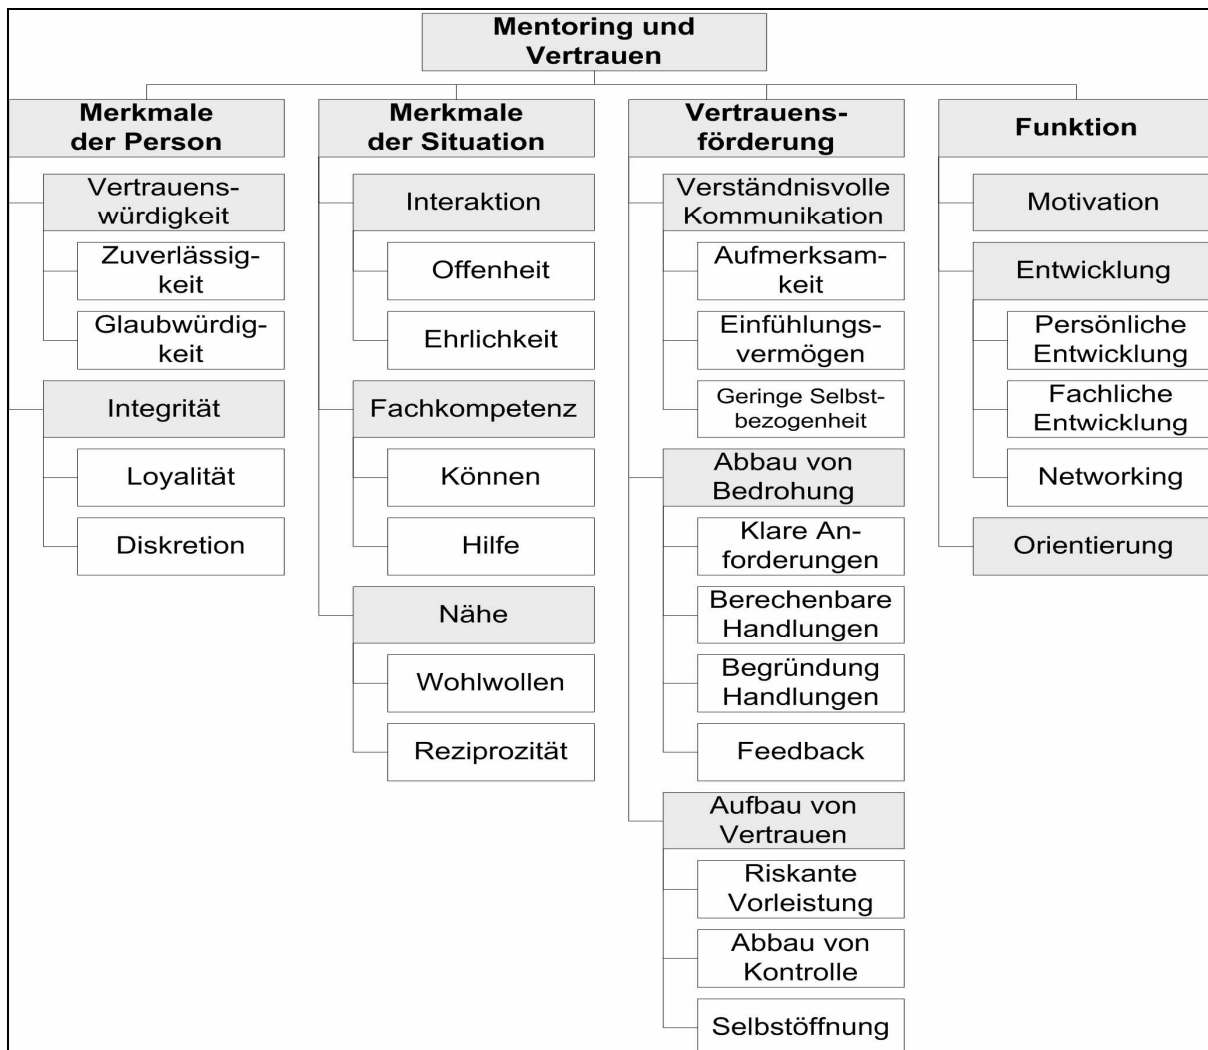 Mentoring und
Vertrauen
Merkmale
der Person
Vertrauens-
würdigkeit
Zuverlässig-
keit
Glaubwürdig-
keit
Integrität
Loyalität
Diskretion
Merkmale
der Situation
Interaktion
Offenheit
Ehrlichkeit
Fachkompetenz
Können
Hilfe
Nähe
Wohlwollen
Reziprozität
Vertrauens-
förderung
Verständnisvolle
Kommunikation
Aufmerksam-
keit
Einfühlungs-
vermögen
Geringe Selbst-
bezogenheit
Abbau von
Bedrohung
Klare An-
forderungen
Berechenbare
Handlungen
Begründung
Handlungen
Feedback
Aufbau von
Vertrauen
Riskante
Vorleistung
Abbau von
Kontrolle
Selbstöffnung
Funktion
Motivation
Entwicklung
Persönliche
Entwicklung
Fachliche
Entwicklung
Networking
Orientierung